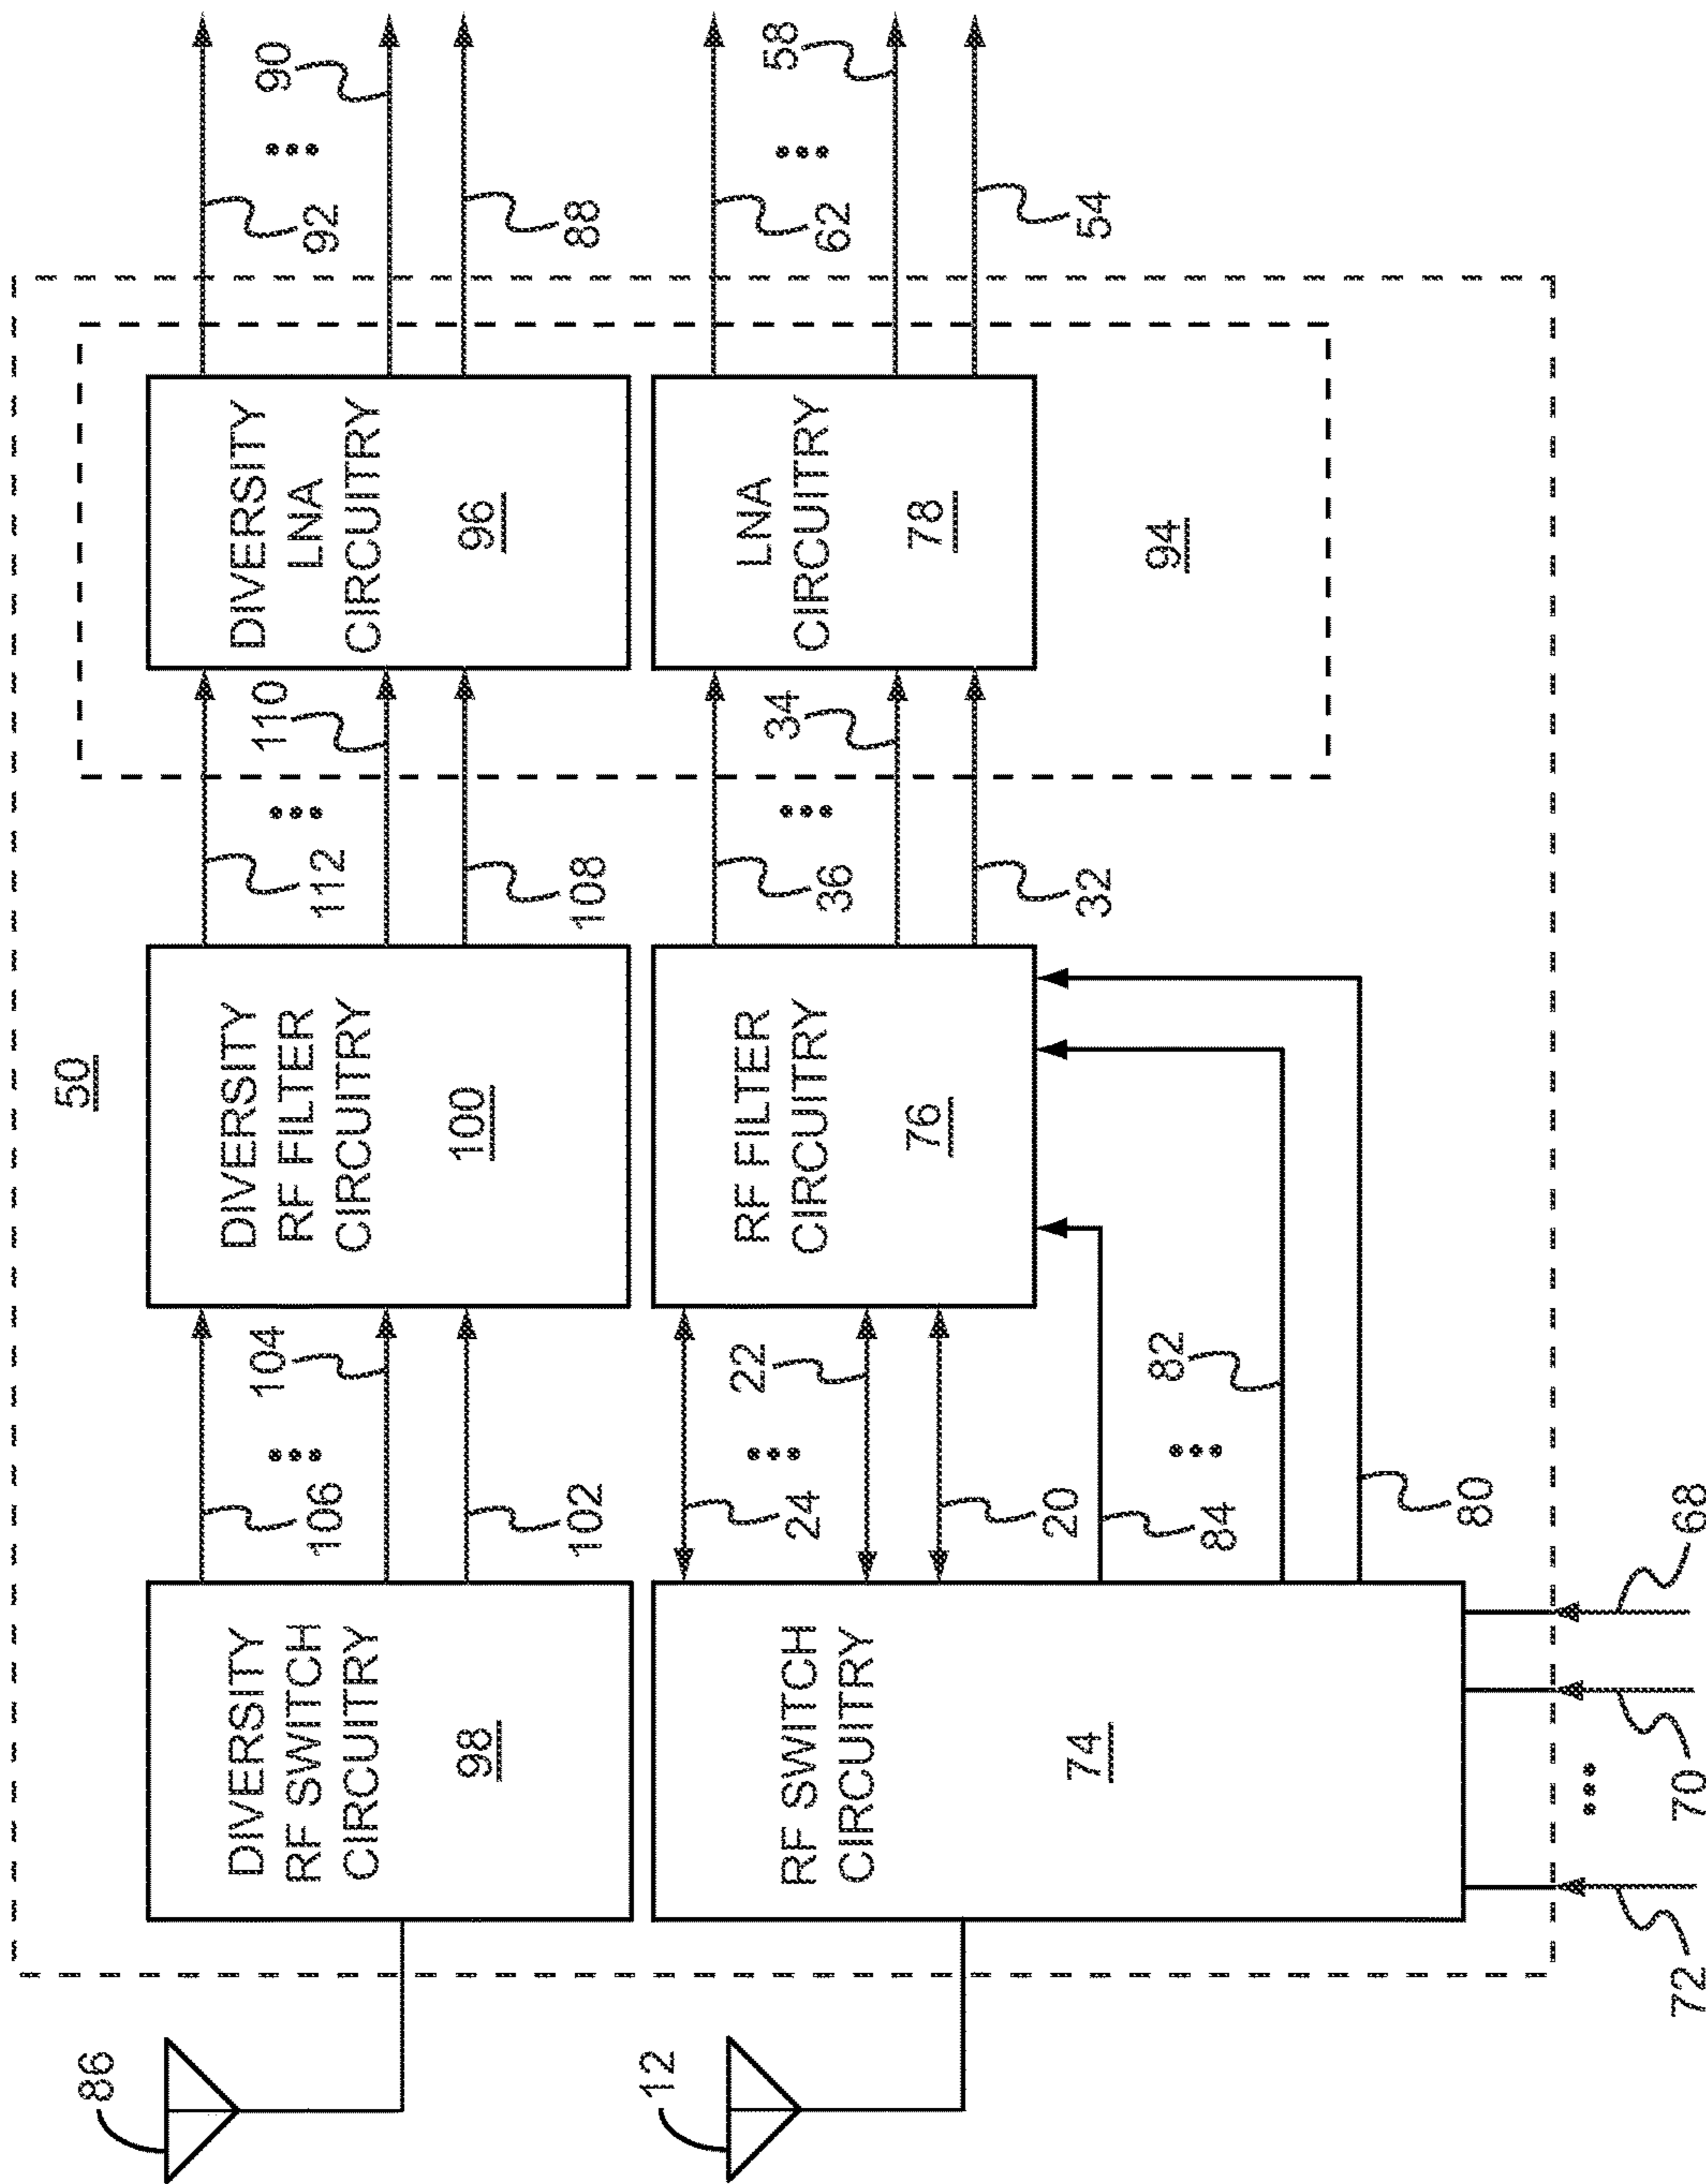 50
86
DIVERSITY
RF SWITCH
CIRCUITRY
98
106
104
102
DIVERSITY
RF FILTER
CIRCUITRY
100
112
110
108
DIVERSITY
LNA
CIRCUITRY
96
92
90
88
12
RF SWITCH
CIRCUITRY
74
24
22
20
84
82
80
RF FILTER
CIRCUITRY
76
36
34
32
LNA
CIRCUITRY
78
94
62
58
54
72
70
68